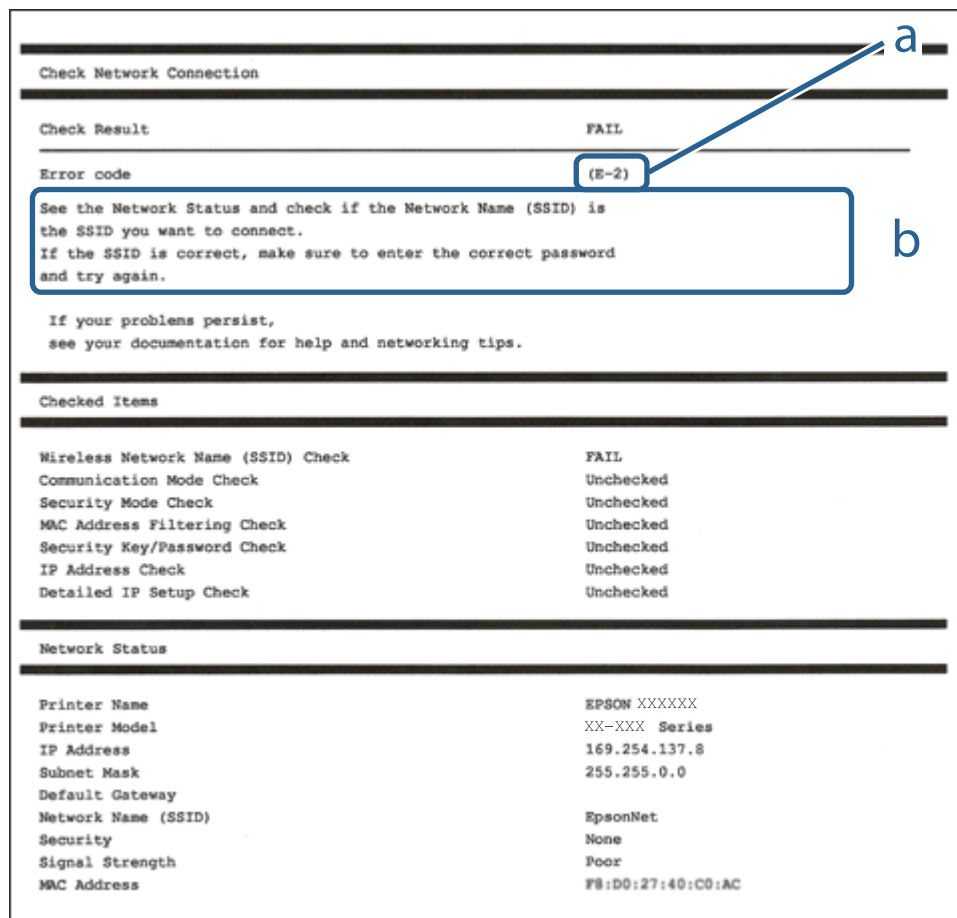 a
Check Network Connection
Check Result FAIL
Error code (E-2)
See the Network Status and check if the Network Name (SSID) is
the SSID you want to connect.
If the SSID is correct, make sure to enter the correct password
and try again.
b
If your problems persist,
see your documentation for help and networking tips.
Checked Items
Wireless Network Name (SSID) Check FAIL
Communication Mode Check Unchecked
Security Mode Check Unchecked
MAC Address Filtering Check Unchecked
Security Key/Password Check Unchecked
IP Address Check Unchecked
Detailed IP Setup Check Unchecked
Network Status
Printer Name EPSON XXXXXX
Printer Model XX-XXX Series
IP Address 169.254.137.8
Subnet Mask 255.255.0.0
Default Gateway
Network Name (SSID) EpsonNet
Security None
Signal Strength Poor
MAC Address F8:D0:27:40:C0:AC